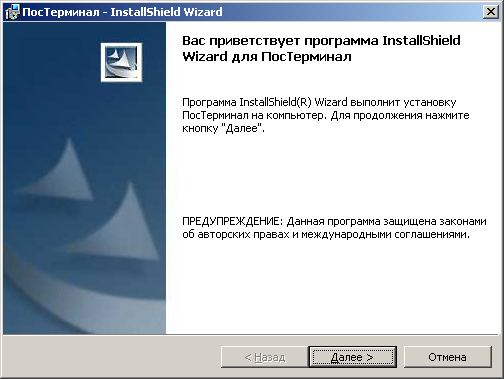 ПосТерминал - InstallShield Wizard
Вас приветствует программа InstallShield
Wizard для ПосТерминал
Программа InstallShield(R) Wizard выполнит установку
ПосТерминал на компьютер. Для продолжения нажмите
кнопку "Далее".
ПРЕДУПРЕЖДЕНИЕ: Данная программа защищена законами
об авторских правах и международными соглашениями.
< Назад Далее > Отмена